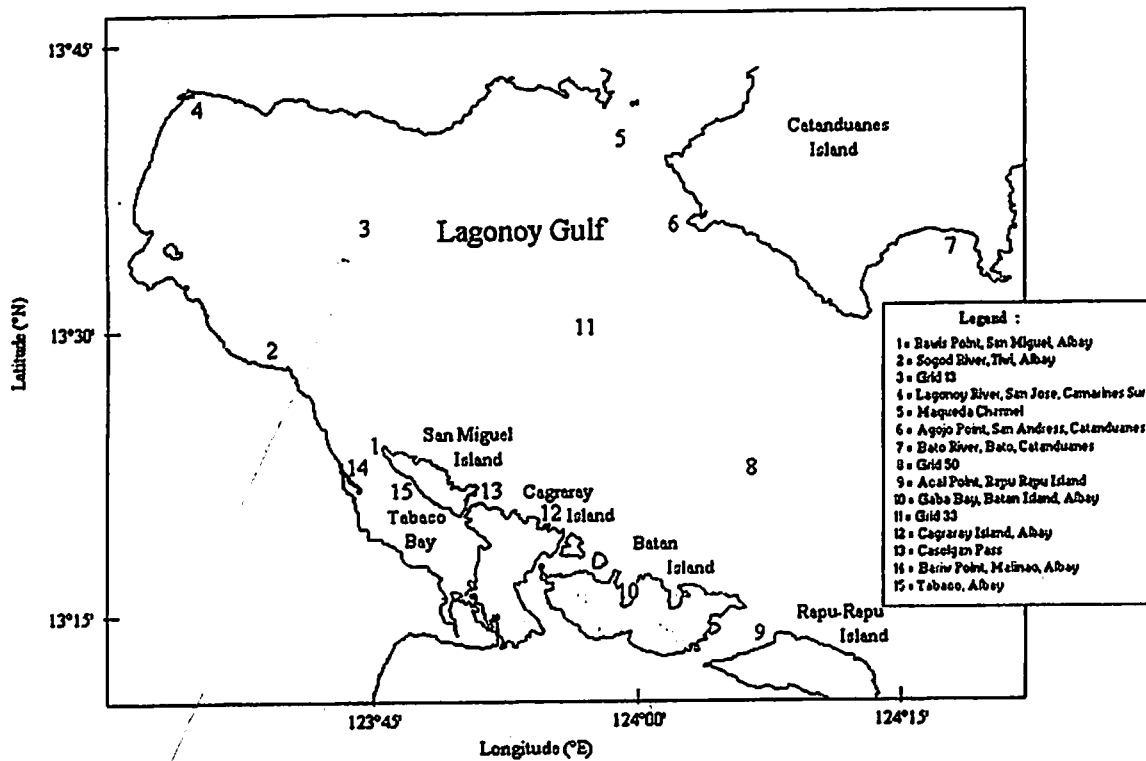 13°45'
4
5
Catanduanes
Island
3
Lagonoy Gulf
6
7
Latitude (°N)
13°30'
11
2
Legend :
1 = Rawis Point, San Miguel, Albay
2 = Sogod River, Tiwi, Albay
3 = Grid 13
4 = Lagonoy River, San Jose, Camarines Sur
5 = Maqueda Channel
6 = Agojo Point, San Andress, Catanduanes
7 = Bato River, Bato, Catanduanes
8 = Grid 50
9 = Acal Point, Rapu Rapu Island
10 = Gaba Bay, Batan Island, Albay
11 = Grid 33
12 = Cagraray Island, Albay
13 = Casolgan Pass
14 = Bariw Point, Malinao, Albay
15 = Tabaco, Albay
1
San Miguel
Island
14
15
13
8
Cagraray
12 Island
Tabaco
Bay
Batan
Island
10
13°15'
9
Rapu-Rapu
Island
123°45'
124°00'
124°15'
Longitude (°E)